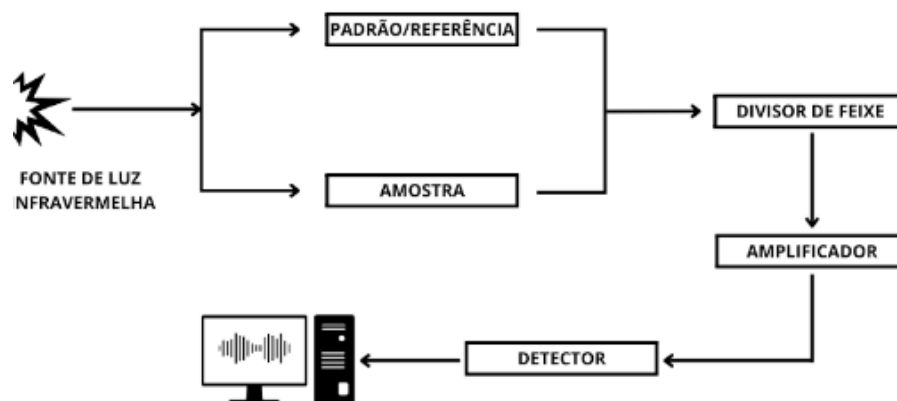 PADRÃO/REFERÊNCIA
DIVISOR DE FEIXE
FONTE DE LUZ
NFRAVERMELHA
AMOSTRA
AMPLIFICADOR
DETECTOR